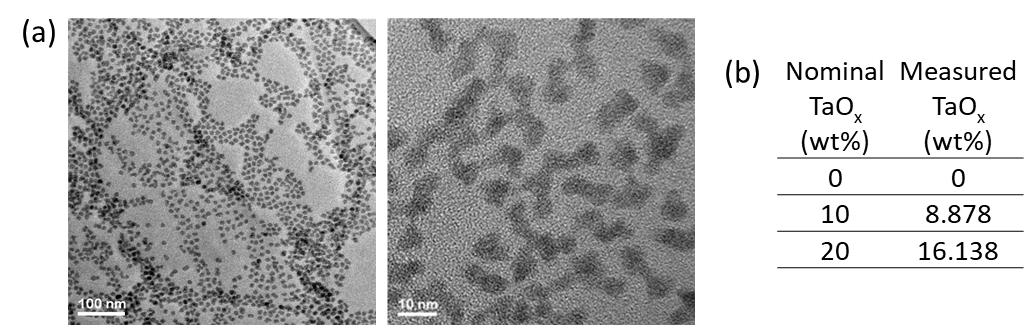 (a)
100 nm
10 nm
(b)
Nominal Measured
TaOx TaOx
(wt%) (wt%)
0 0
10 8.878
20 16.138